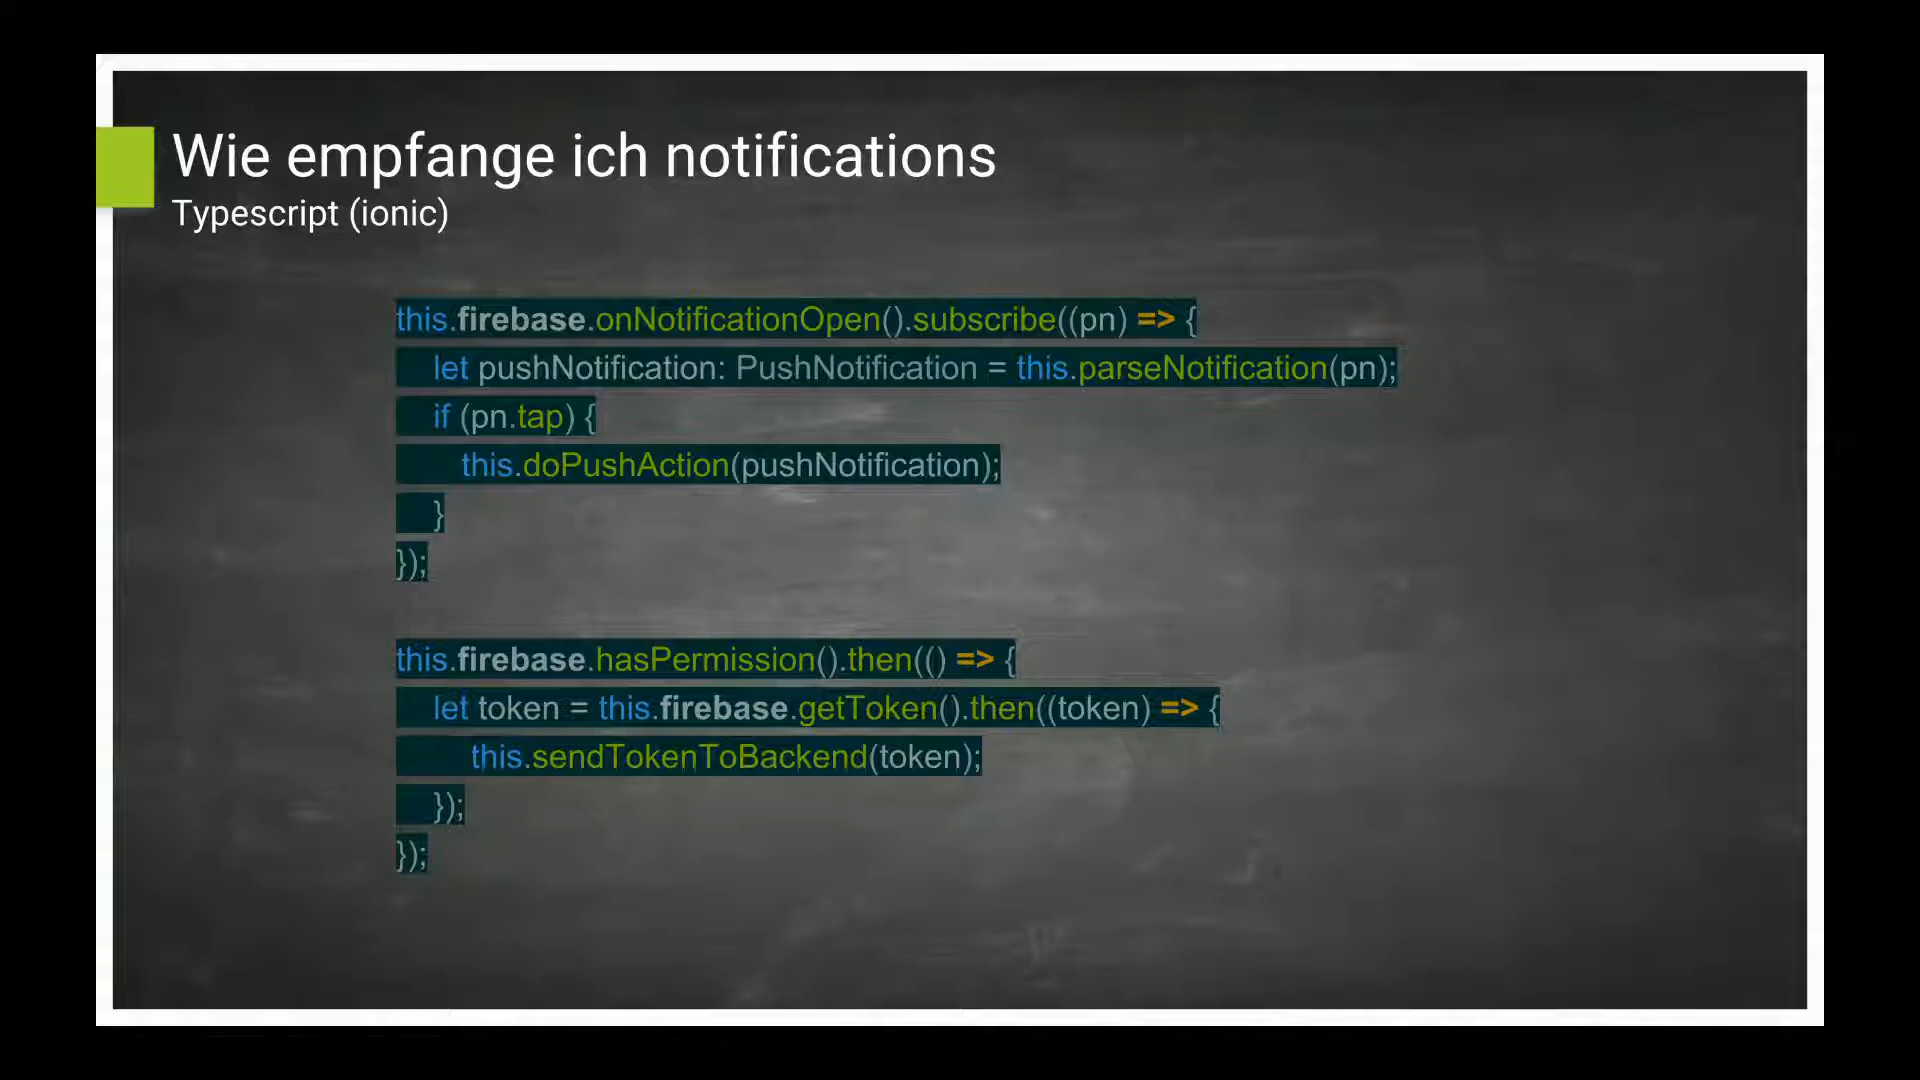 Wie empfange ich notifications
Typescript (ionic)
this.firebase.onNotificationOpen().subscribe((pn) => {
let pushNotification: PushNotification = this.parseNotification(pn);
if (pn.tap) {
this.doPushAction(pushNotification);
}
});
this.firebase.hasPermission().then(() => {
let token = this.firebase.getToken().then((token) => {
this.sendTokenToBackend(token);
});
});